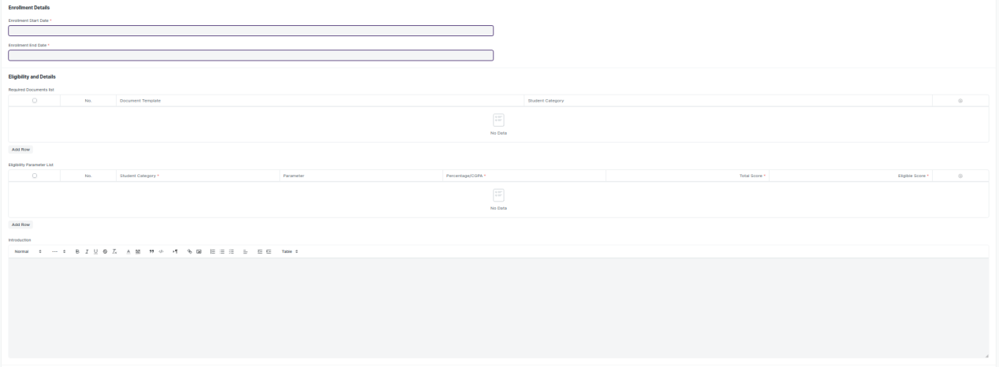 Enrollment Details
Enrollment Start Date *
Enrollment End Date *
Eligibility and Details
Required Documents list
No. Document Template Student Category
No Data
Add Row
Eligibility Parameter List
No. Student Category * Parameter Percentage/CGPA * Total Score * Eligible Score *
No Data
Add Row
Introduction
Normal --- B I U S Tx A Table